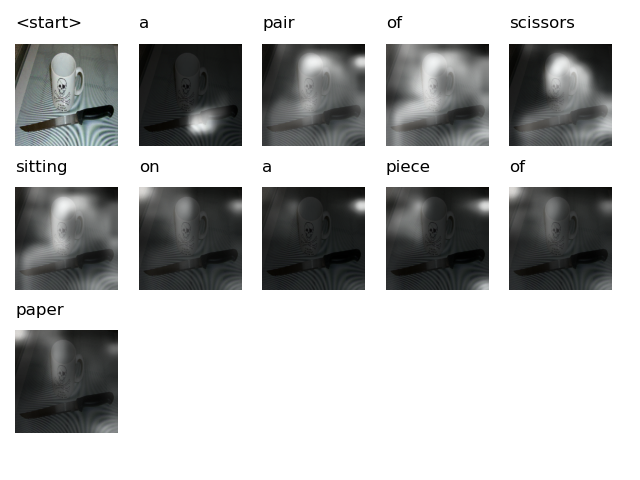 <start> a pair of scissors
sitting on a piece of
paper